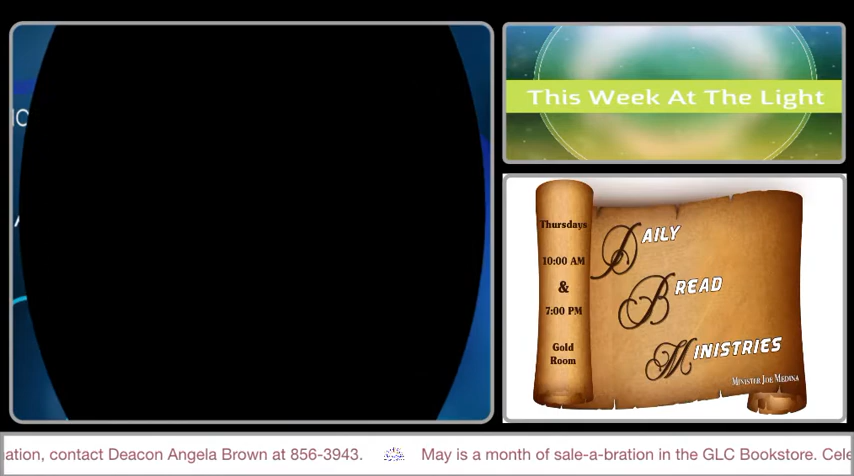 This Week At The Light
Thursdays
10:00 AM
&
7:00 PM
Gold
Room
DAILY
BREAD
MINISTRIES
MINISTER JOE MEDINA
ation, contact Deacon Angela Brown at 856-3943. May is a month of sale-a-bration in the GLC Bookstore. Cele